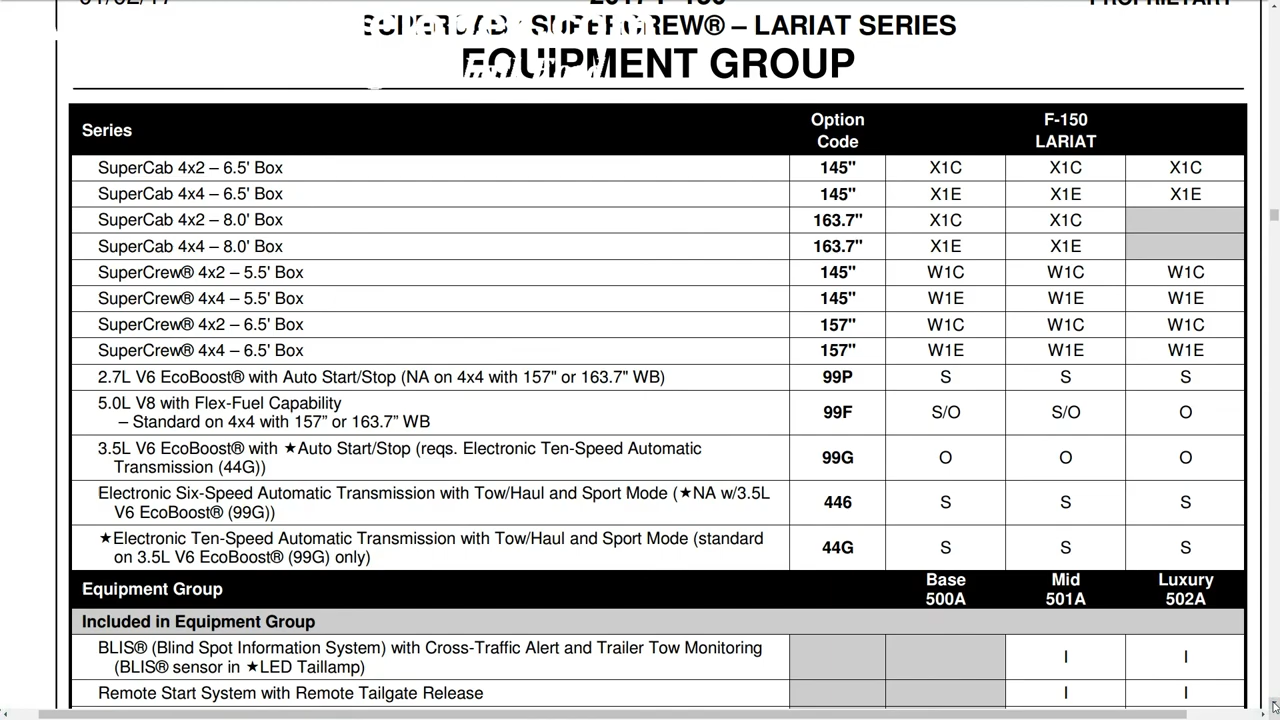 PROPRIETARY
SUPERCREW® – LARIAT SERIES
EQUIPMENT GROUP
Series Option Code F-150 LARIAT
SuperCab 4x2 – 6.5' Box 145" X1C X1C X1C
SuperCab 4x4 – 6.5' Box 145" X1E X1E X1E
SuperCab 4x2 – 8.0' Box 163.7" X1C X1C
SuperCab 4x4 – 8.0' Box 163.7" X1E X1E
SuperCrew® 4x2 – 5.5' Box 145" W1C W1C W1C
SuperCrew® 4x4 – 5.5' Box 145" W1E W1E W1E
SuperCrew® 4x2 – 6.5' Box 157" W1C W1C W1C
SuperCrew® 4x4 – 6.5' Box 157" W1E W1E W1E
2.7L V6 EcoBoost® with Auto Start/Stop (NA on 4x4 with 157" or 163.7" WB) 99P S S S
5.0L V8 with Flex-Fuel Capability
– Standard on 4x4 with 157” or 163.7” WB 99F S/O S/O O
3.5L V6 EcoBoost® with ★Auto Start/Stop (reqs. Electronic Ten-Speed Automatic
Transmission (44G)) 99G O O O
Electronic Six-Speed Automatic Transmission with Tow/Haul and Sport Mode (★NA w/3.5L
V6 EcoBoost® (99G)) 446 S S S
★Electronic Ten-Speed Automatic Transmission with Tow/Haul and Sport Mode (standard
on 3.5L V6 EcoBoost® (99G) only) 44G S S S
Equipment Group Base 500A Mid 501A Luxury 502A
Included in Equipment Group
BLIS® (Blind Spot Information System) with Cross-Traffic Alert and Trailer Tow Monitoring
(BLIS® sensor in ★LED Taillamp) I I
Remote Start System with Remote Tailgate Release I I